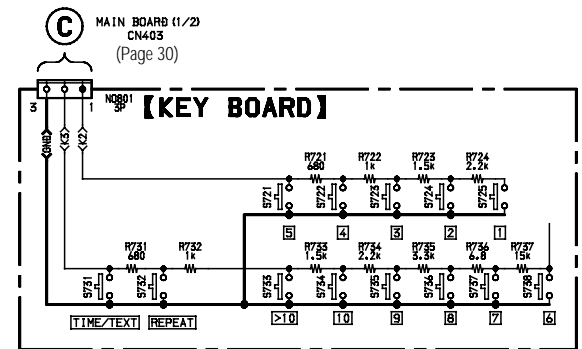 C
MAIN BOARD (1/2)
CN403
(Page 30)
3
1
NO801
3P
【KEY BOARD】
GND
K3
K2
R721
680
R722
1k
R723
1.5k
R724
2.2k
S721
S722
S723
S724
S725
5
4
3
2
1
R731
680
R732
1k
R733
1.5k
R734
2.2k
R735
3.3k
R736
6.8
R737
15k
S731
S732
S733
S734
S735
S736
S737
S738
TIME/TEXT
REPEAT
>10
10
9
8
7
6